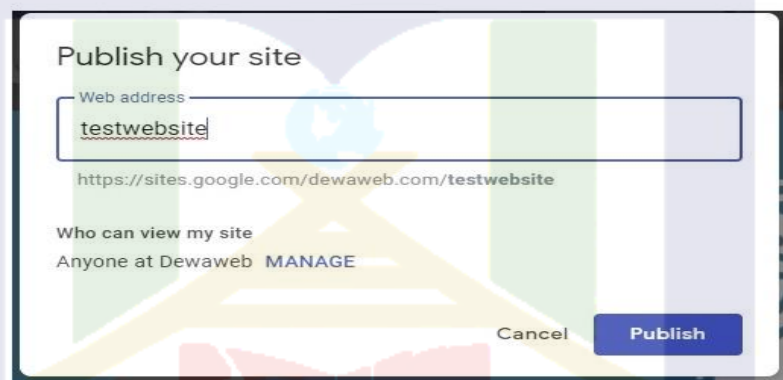 Publish your site
Web address
testwebsite
https://sites.google.com/dewaweb.com/testwebsite
Who can view my site
Anyone at Dewaweb MANAGE
Cancel Publish